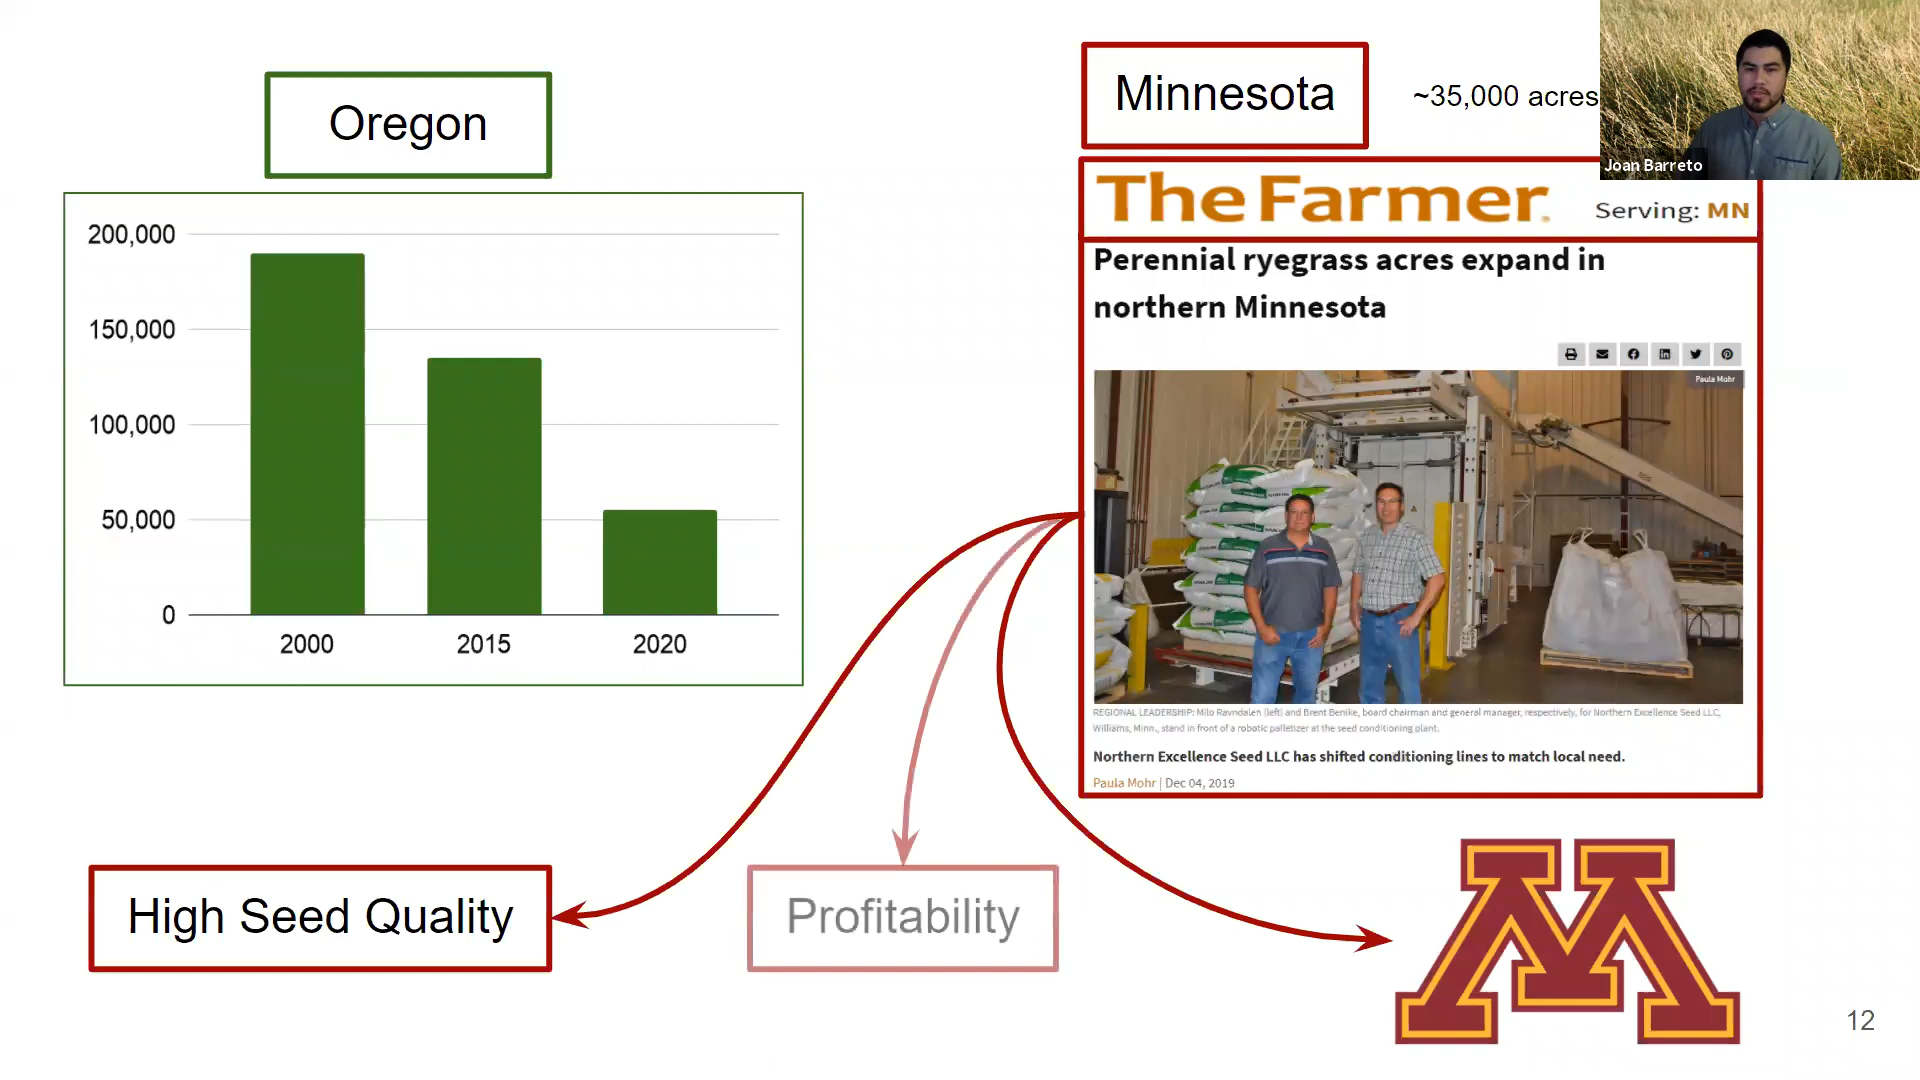 Oregon
200,000
150,000
100,000
50,000
0
2000 2015 2020
Minnesota
~35,000 acres
Joan Barreto
The Farmer.
Serving: MN
Perennial ryegrass acres expand in
northern Minnesota
Paula Mohr
REGIONAL LEADERSHIP: Milo Ravndalen (left) and Brent Benike, board chairman and general manager, respectively, for Northern Excellence Seed LLC,
Williams, Minn., stand in front of a robotic palletizer at the seed conditioning plant.
Northern Excellence Seed LLC has shifted conditioning lines to match local need.
Paula Mohr | Dec 04, 2019
High Seed Quality
Profitability
M
12